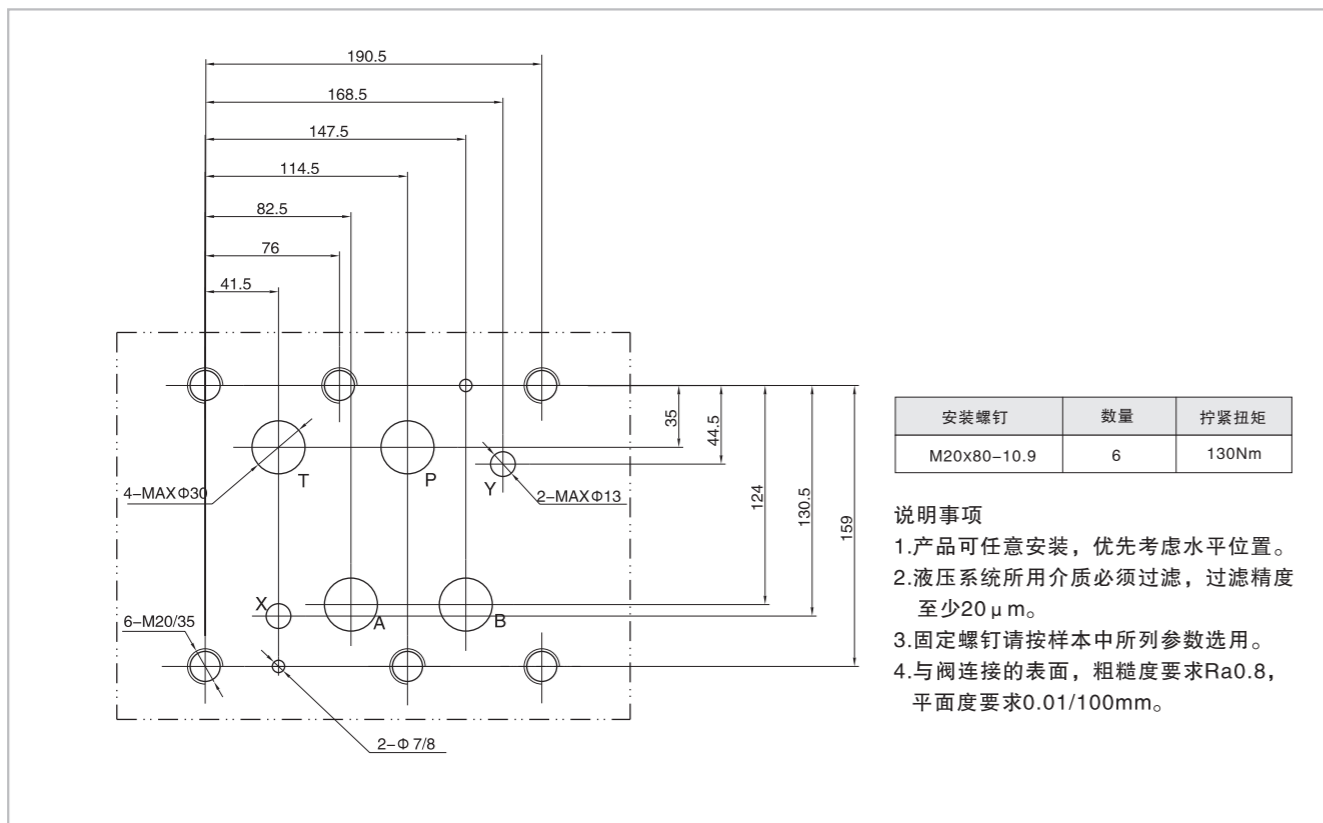 190.5
168.5
147.5
114.5
82.5
76
41.5
35
44.5
124
130.5
159
T
P
Y
4-MAXΦ30
2-MAXΦ13
X
A
B
6-M20/35
2-Φ7/8
安装螺钉 数量 拧紧扭矩
M20x80-10.9 6 130Nm
说明事项
1.产品可任意安装，优先考虑水平位置。
2.液压系统所用介质必须过滤，过滤精度
至少20μm。
3.固定螺钉请按样本中所列参数选用。
4.与阀连接的表面，粗糙度要求Ra0.8，
平面度要求0.01/100mm。